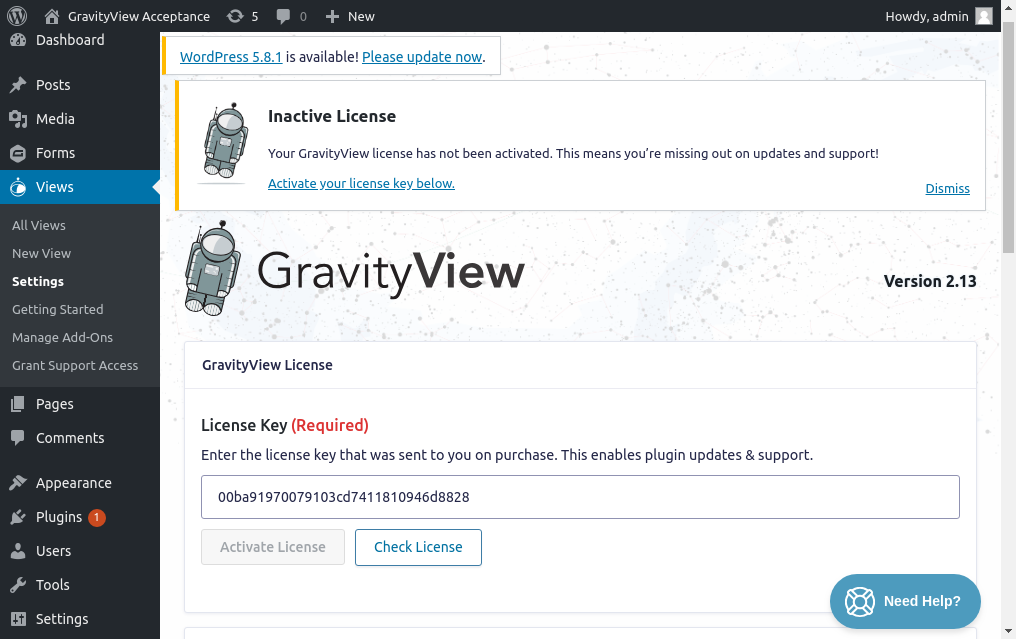 GravityView Acceptance 5 0 New Howdy, admin
Dashboard
Posts
Media
Forms
Views
All Views
New View
Settings
Getting Started
Manage Add-Ons
Grant Support Access
Pages
Comments
Appearance
Plugins 1
Users
Tools
Settings
WordPress 5.8.1 is available! Please update now.
Inactive License
Your GravityView license has not been activated. This means you’re missing out on updates and support!
Activate your license key below.
Dismiss
GravityView
Version 2.13
GravityView License
License Key (Required)
Enter the license key that was sent to you on purchase. This enables plugin updates & support.
00ba91970079103cd7411810946d8828
Activate License Check License
Need Help?